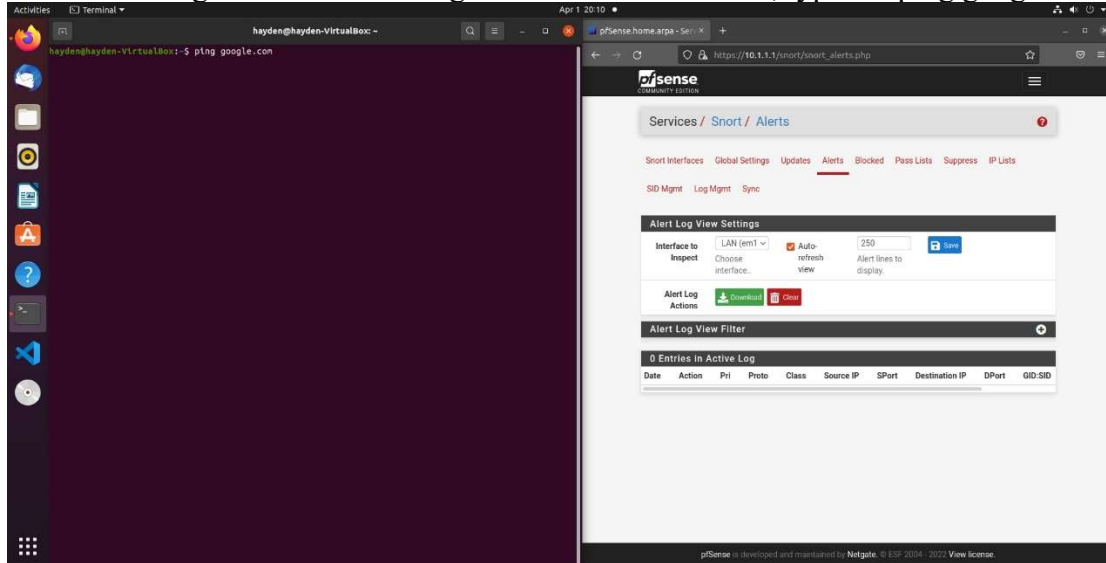 Activities Terminal Apr 1 20:10
hayden@hayden-VirtualBox: ~
hayden@hayden-VirtualBox:~$ ping google.com
pfSense.home.arpa - Serv
https://10.1.1.1/snort/snort_alerts.php
pfsense
COMMUNITY EDITION
Services / Snort / Alerts
Snort Interfaces Global Settings Updates Alerts Blocked Pass Lists Suppress IP Lists
SID Mgmt Log Mgmt Sync
Alert Log View Settings
Interface to Inspect
LAN (em1
Choose interface..
Auto-refresh view
250
Alert lines to display.
Save
Alert Log Actions
Download Clear
Alert Log View Filter
0 Entries in Active Log
Date Action Pri Proto Class Source IP SPort Destination IP DPort GID:SID
pfSense is developed and maintained by Netgate. © ESF 2004 - 2022 View license.